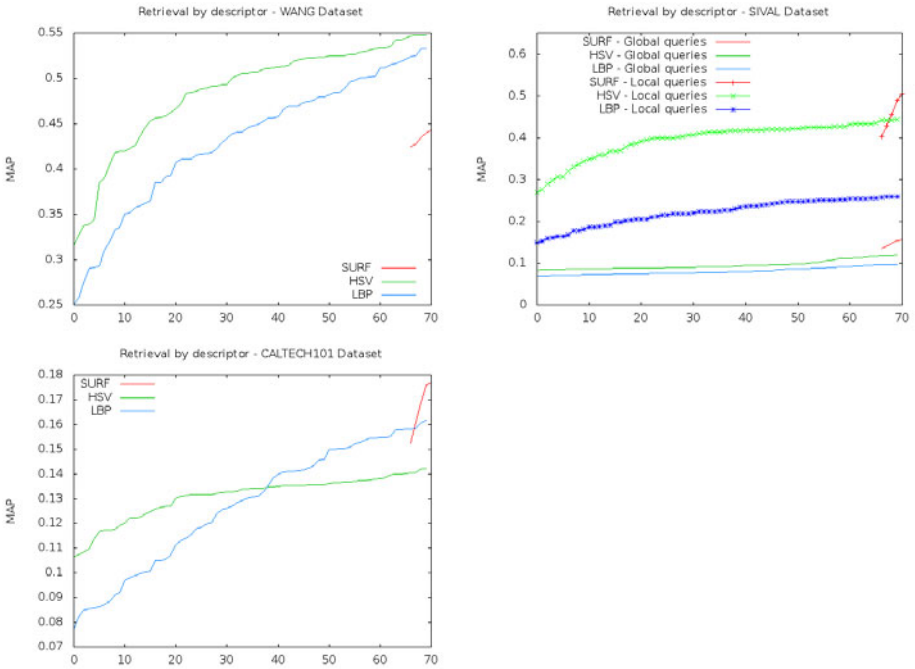 Retrieval by descriptor - WANG Dataset
MAP
0.55
0.5
0.45
0.4
0.35
0.3
0.25
SURF
HSV
LBP
0 10 20 30 40 50 60 70
Retrieval by descriptor - SIVAL Dataset
MAP
0.6
0.5
0.4
0.3
0.2
0.1
0
SURF - Global queries
HSV - Global queries
LBP - Global queries
SURF - Local queries
HSV - Local queries
LBP - Local queries
0 10 20 30 40 50 60 70
Retrieval by descriptor - CALTECH101 Dataset
MAP
0.18
0.17
0.16
0.15
0.14
0.13
0.12
0.11
0.1
0.09
0.08
0.07
SURF
HSV
LBP
0 10 20 30 40 50 60 70